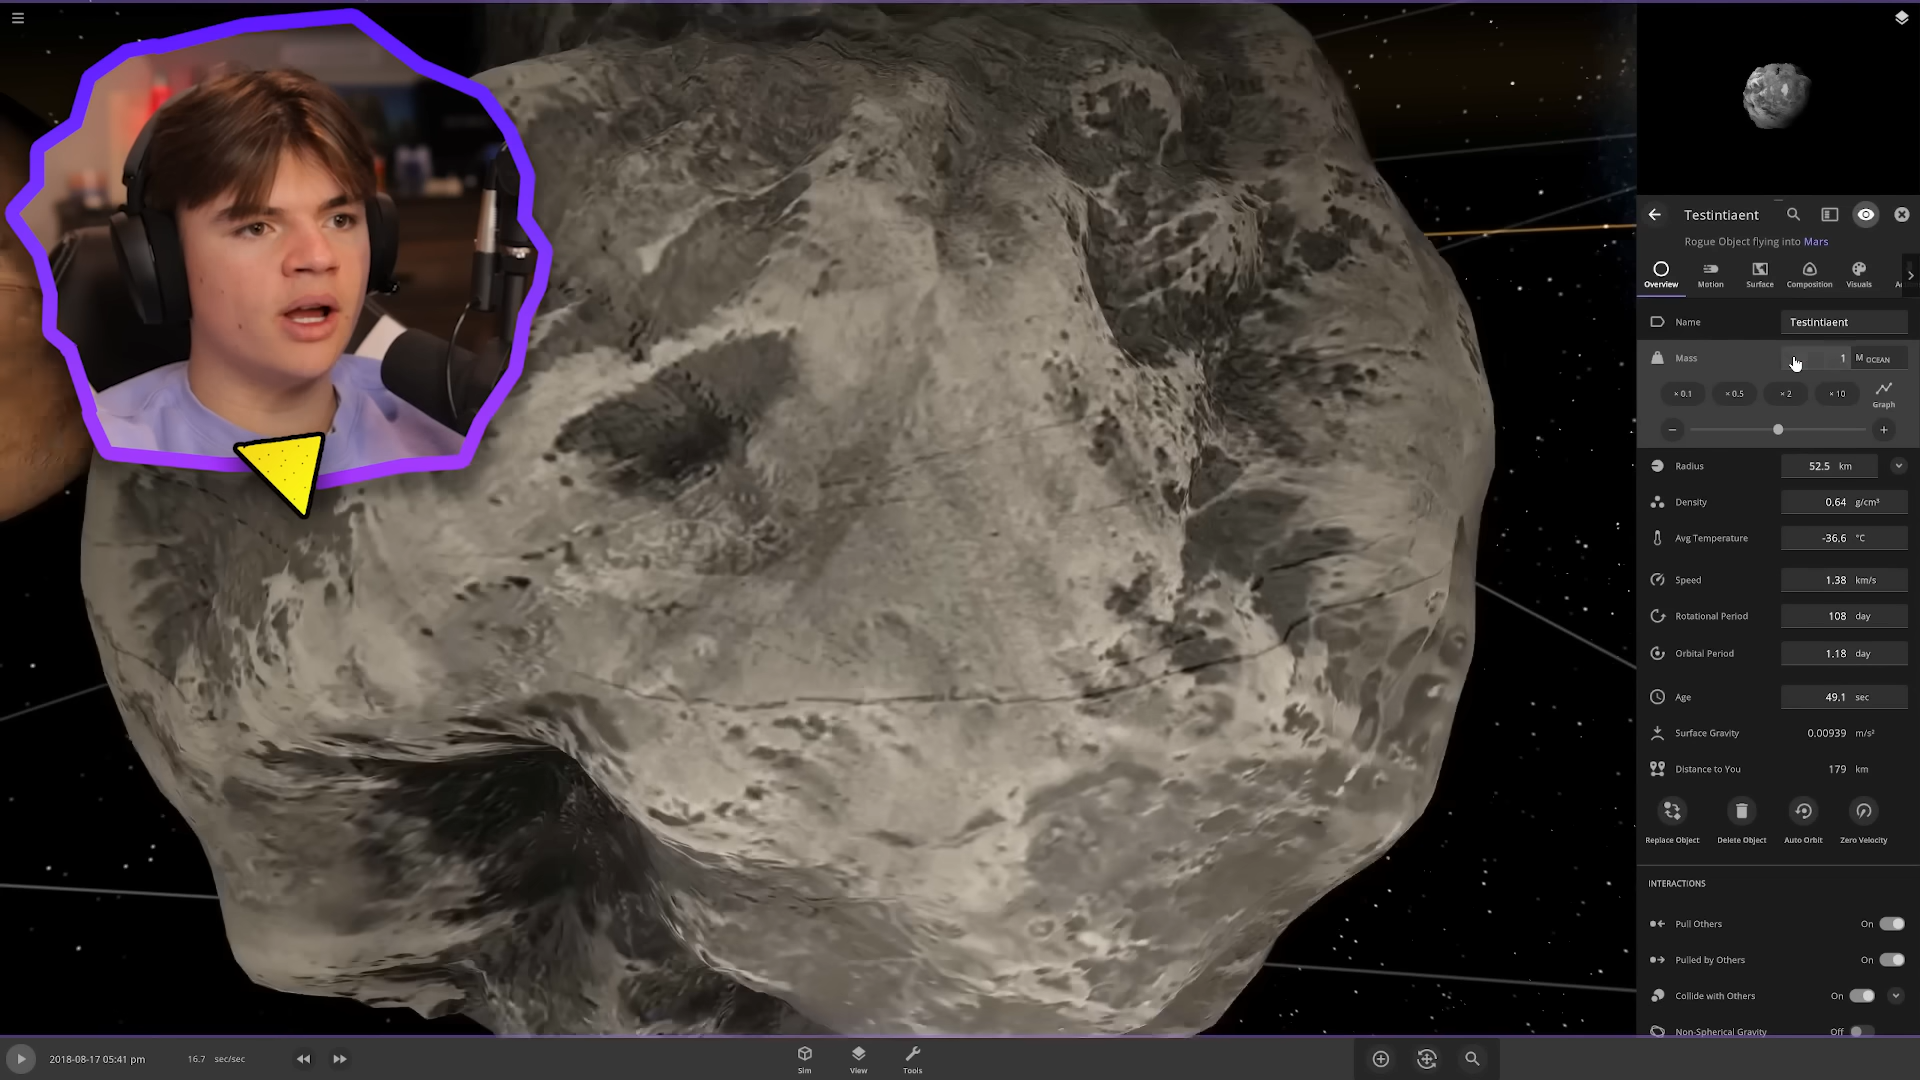 Testintiaent
Rogue Object flying into Mars
Overview
Motion
Surface
Composition
Visuals
Name
Testintiaent
Mass
1 M OCEAN
× 0.1
× 0.5
× 2
× 10
Graph
Radius
52.5 km
Density
0.64 g/cm³
Avg Temperature
-36.6 °C
Speed
1.38 km/s
Rotational Period
108 day
Orbital Period
1.18 day
Age
49.1 sec
Surface Gravity
0.00939 m/s²
Distance to You
179 km
Replace Object
Delete Object
Auto Orbit
Zero Velocity
INTERACTIONS
Pull Others
On
Pulled by Others
On
Collide with Others
On
Non-Spherical Gravity
Off
2018-08-17 05:41 pm
16.7 sec/sec
Sim
View
Tools